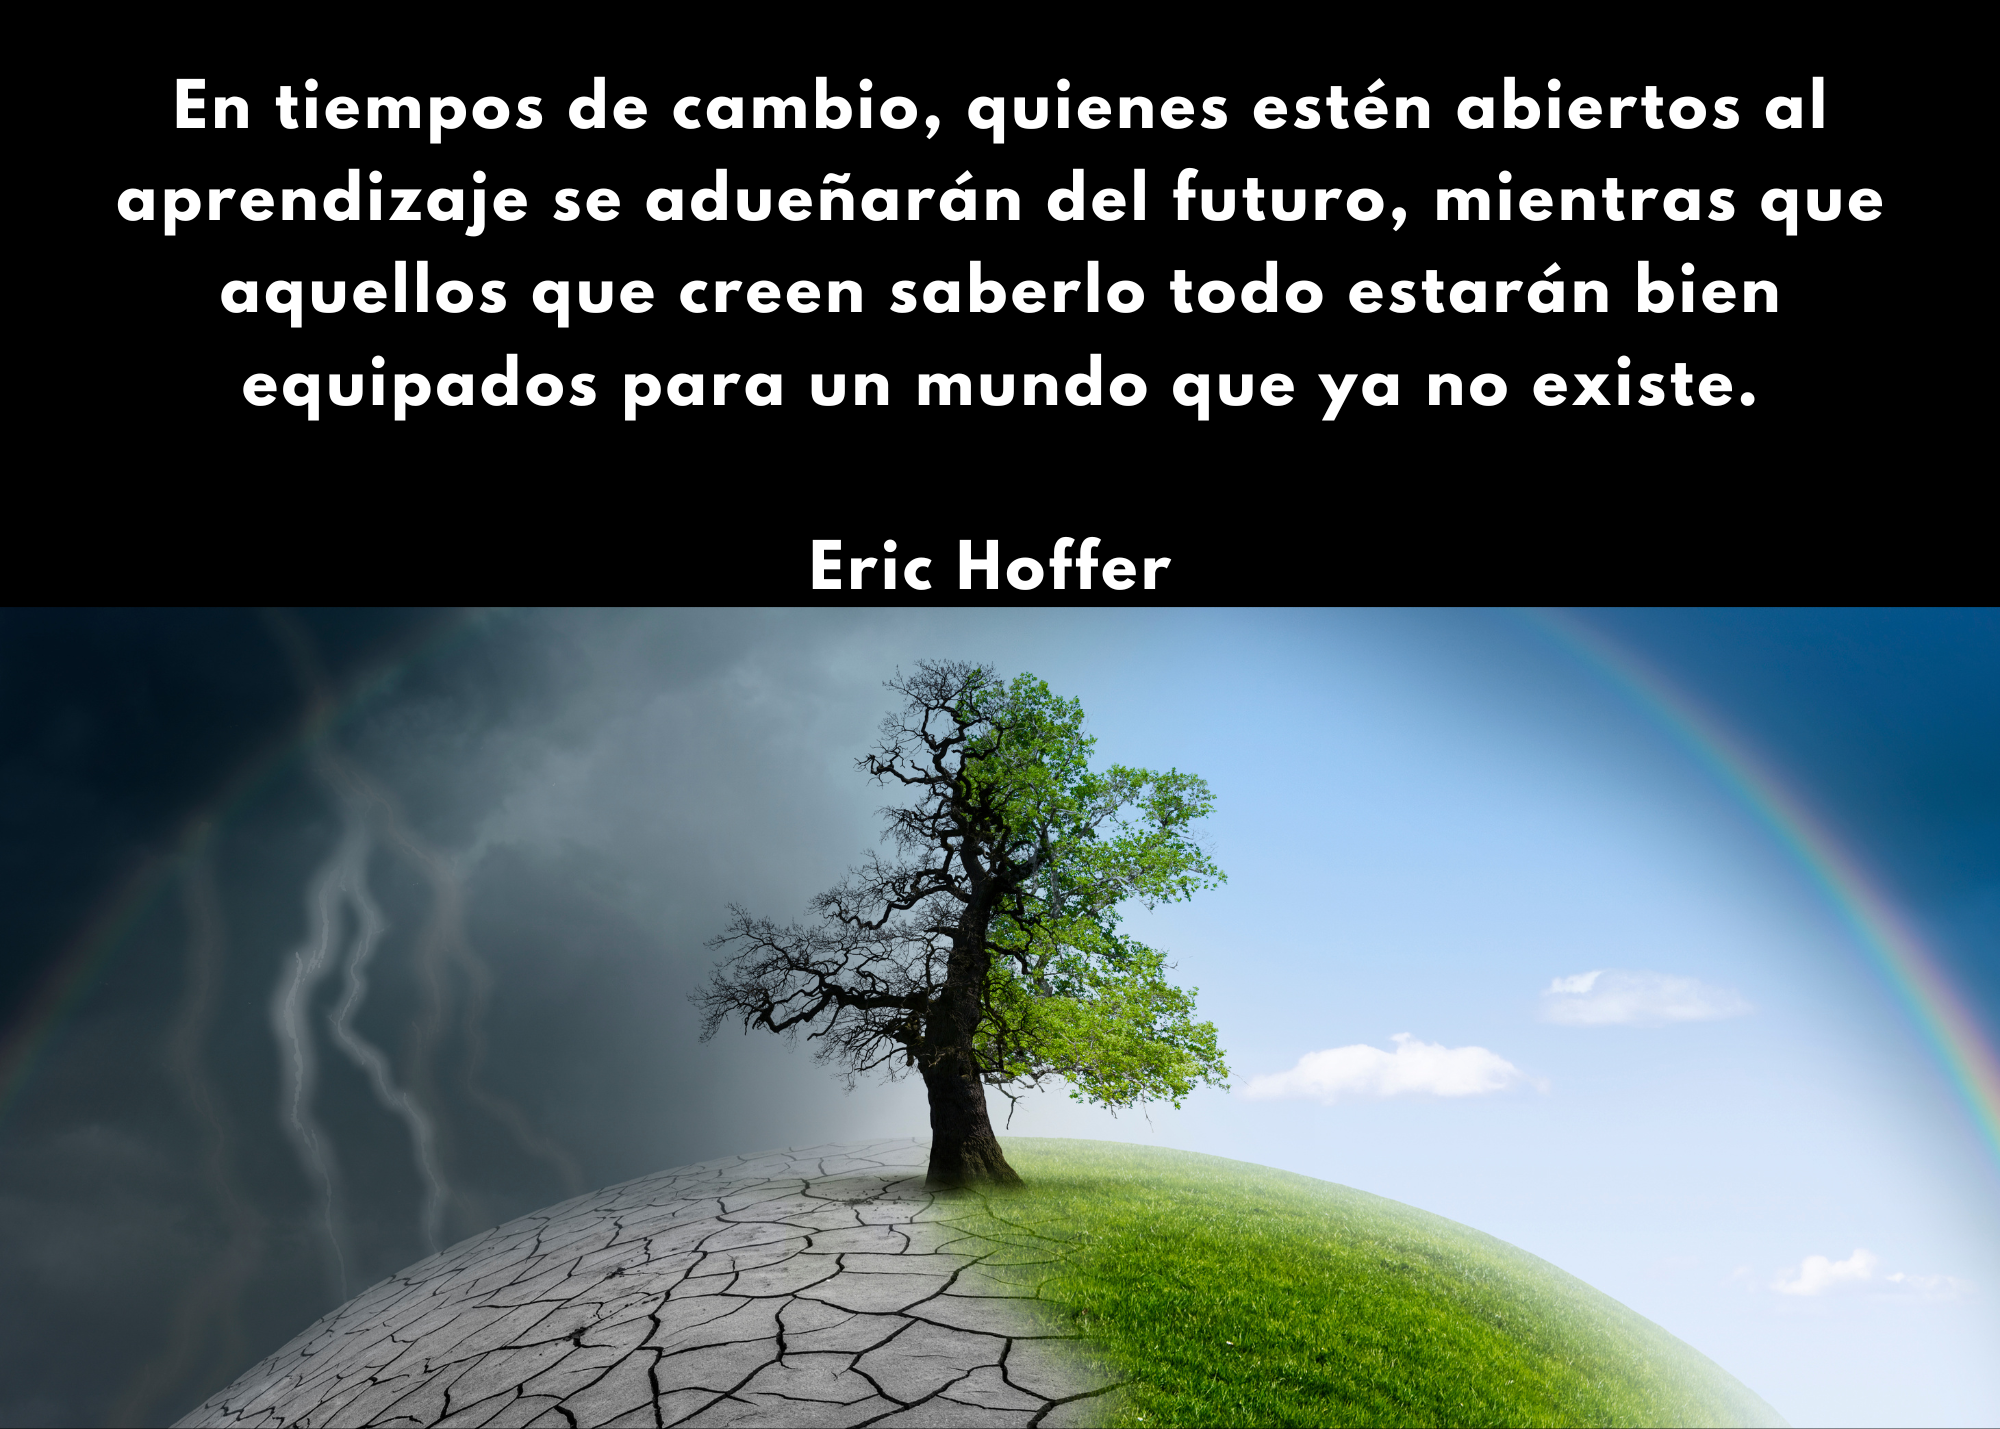 En tiempos de cambio, quienes estén abiertos al
aprendizaje se adueñarán del futuro, mientras que
aquellos que creen saberlo todo estarán bien
equipados para un mundo que ya no existe.
Eric Hoffer